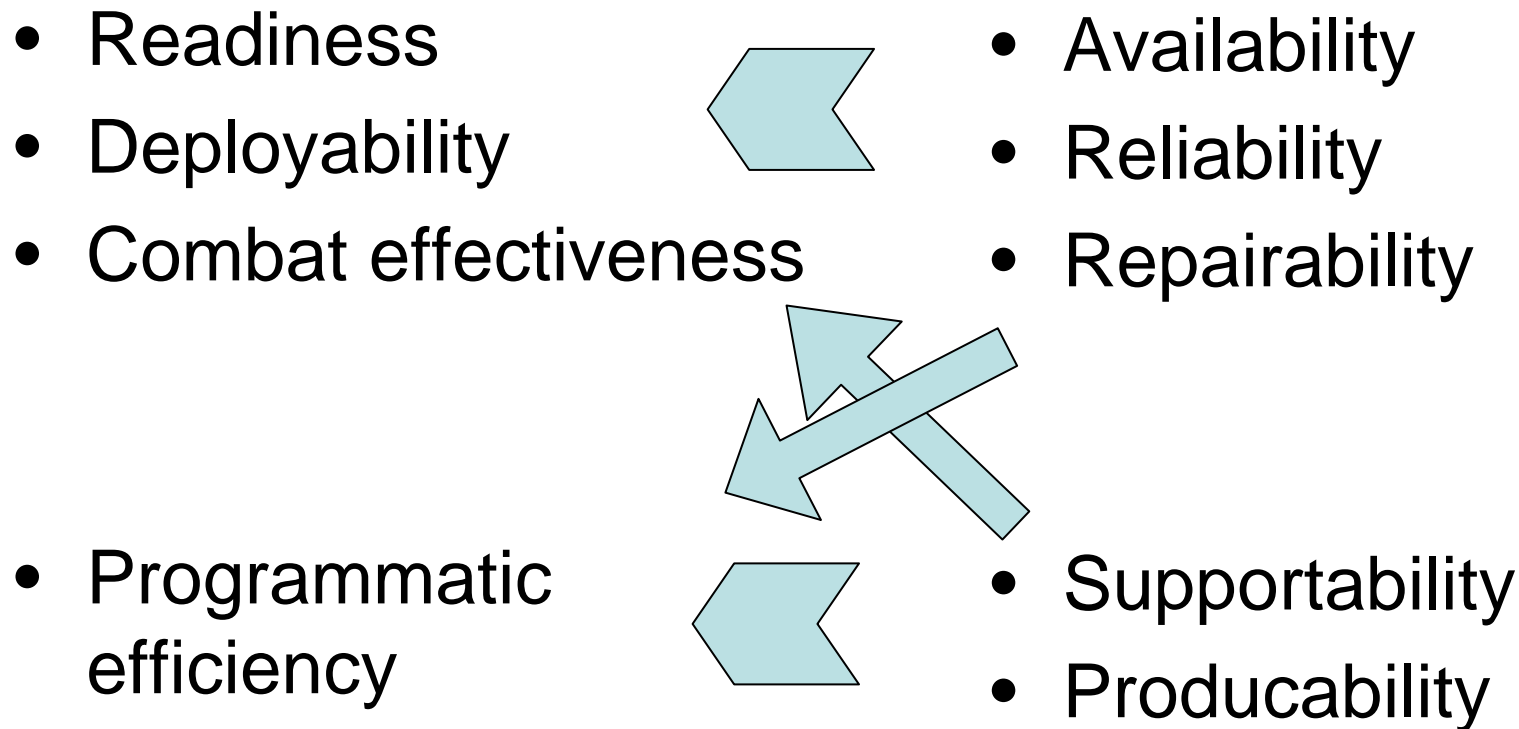 • Readiness
• Deployability
• Combat effectiveness
• Programmatic
efficiency
• Availability
• Reliability
• Repairability
• Supportability
• Producability